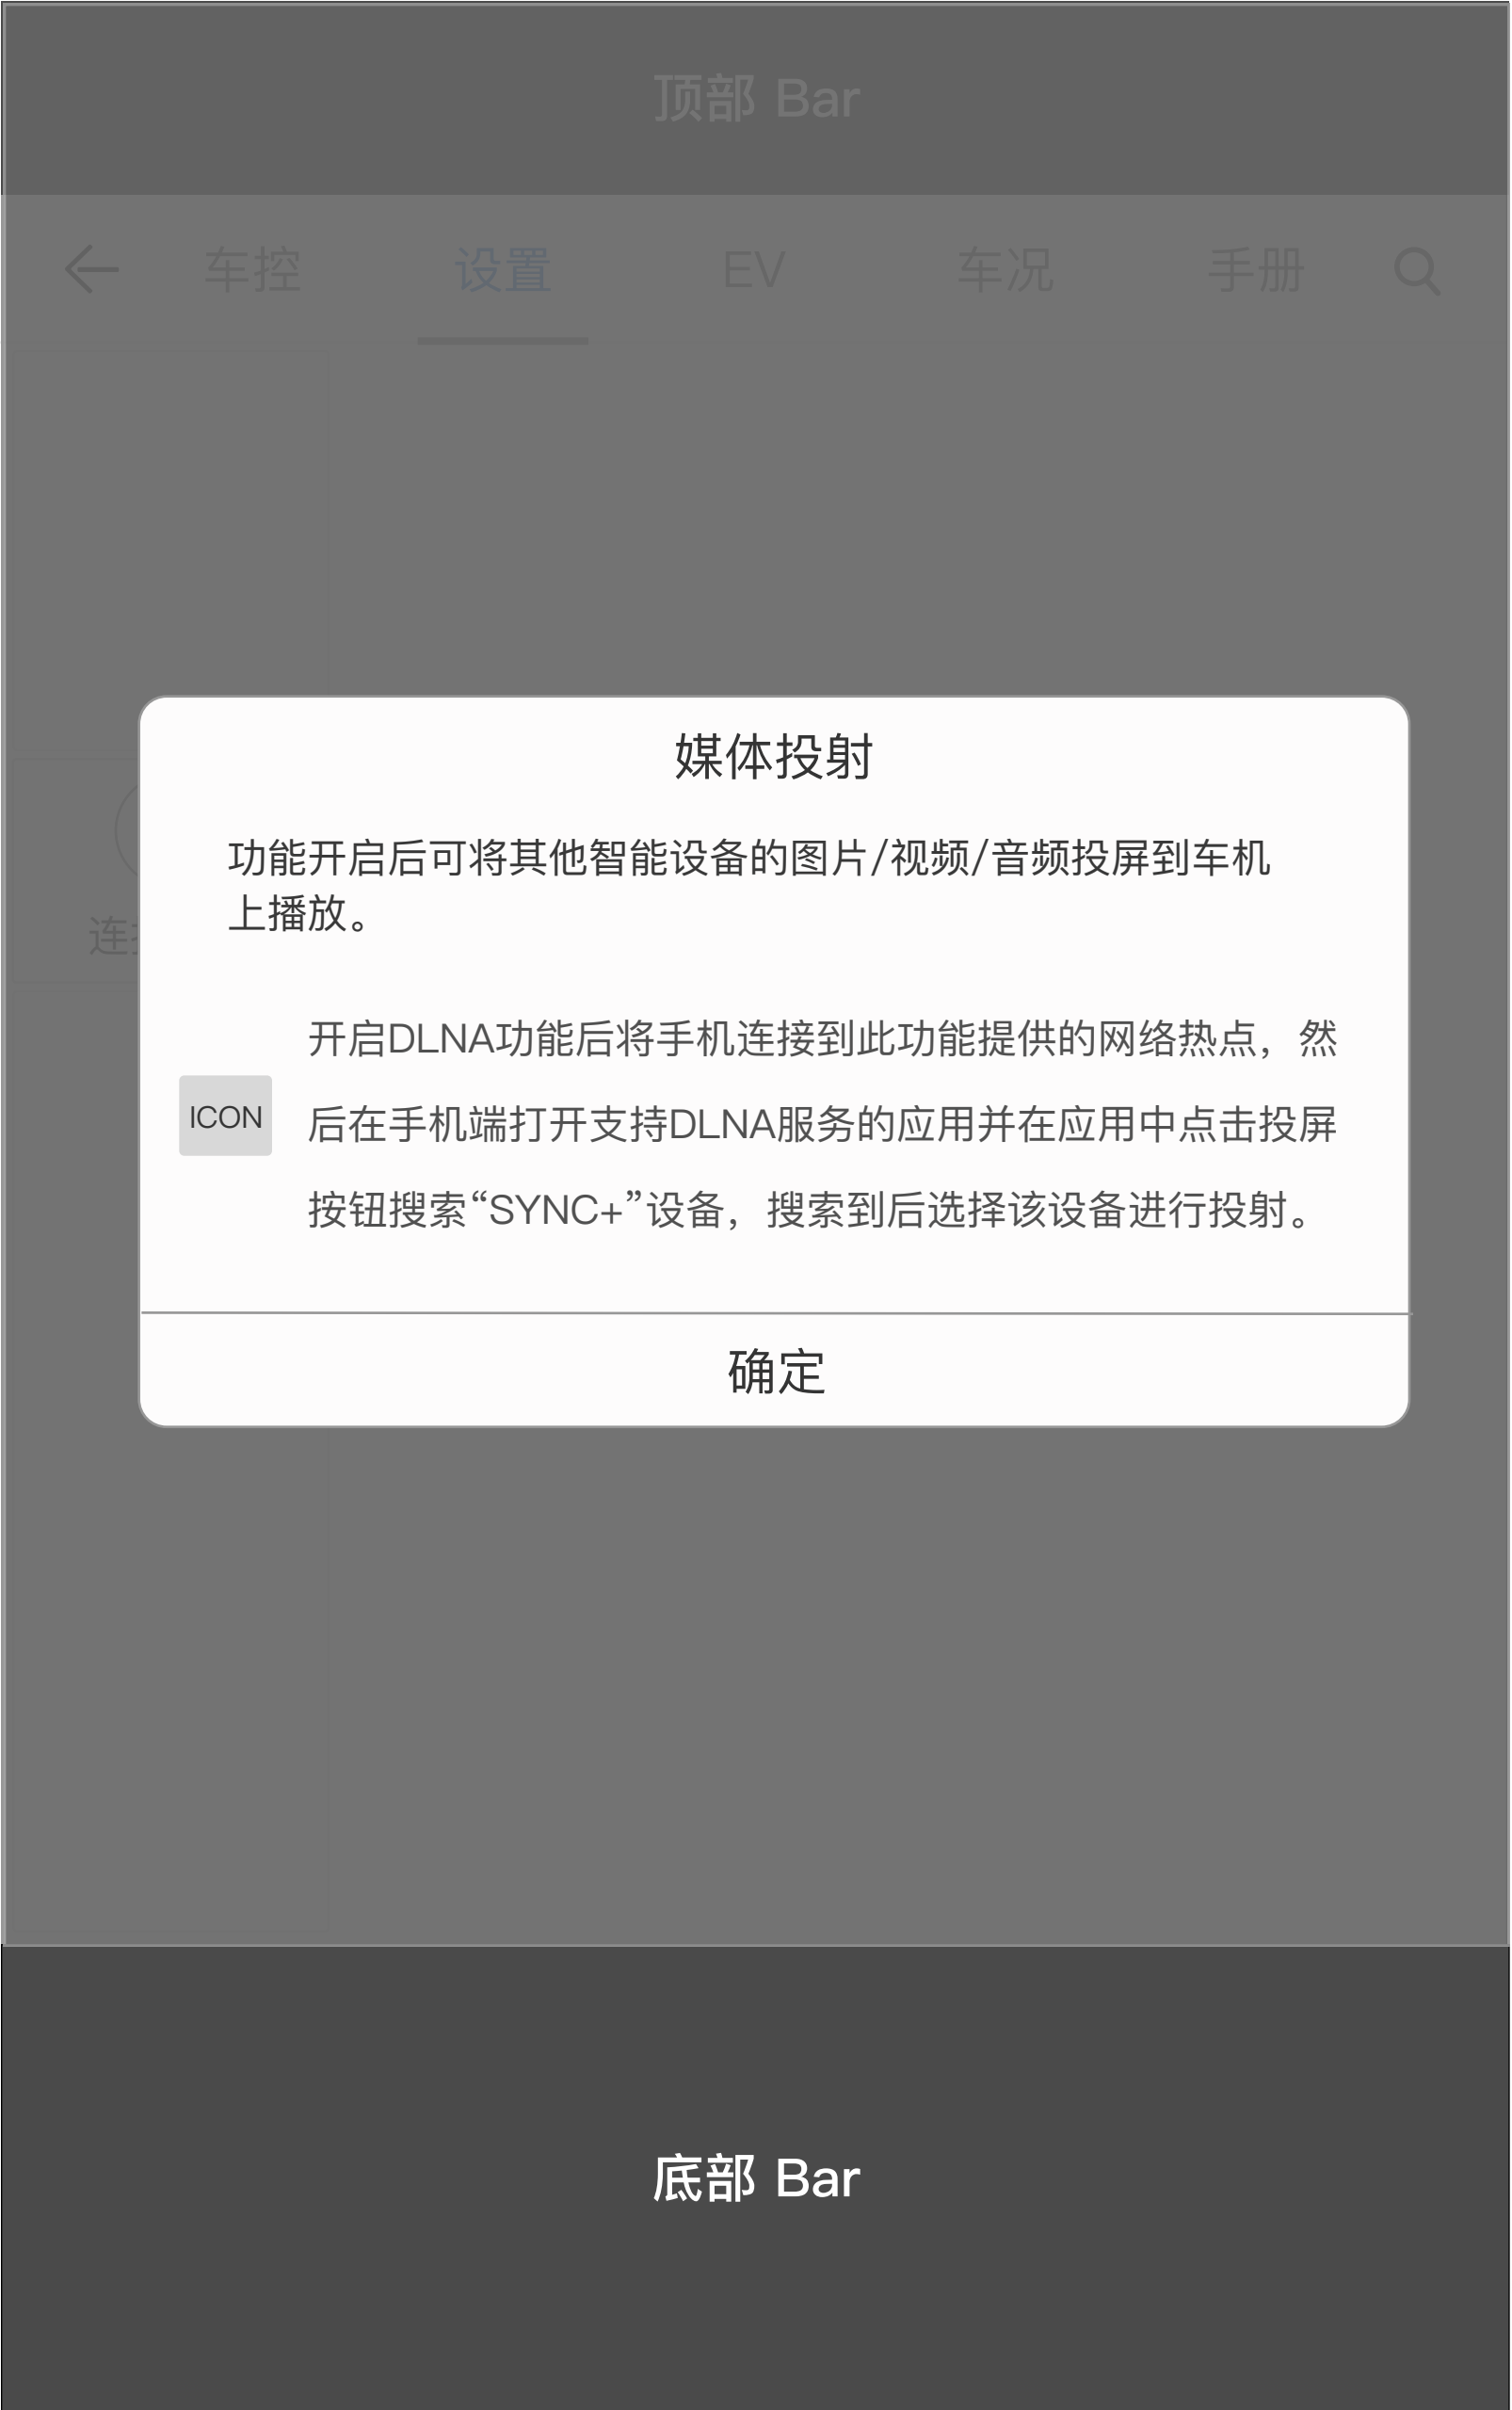 顶部 Bar
车控 设置 EV 车况 手册
媒体投射
功能开启后可将其他智能设备的图片/视频/音频投屏到车机
上播放。
连
开启DLNA功能后将手机连接到此功能提供的网络热点，然
ICON
后在手机端打开支持DLNA服务的应用并在应用中点击投屏
按钮搜索“SYNC+”设备，搜索到后选择该设备进行投射。
确定
底部 Bar